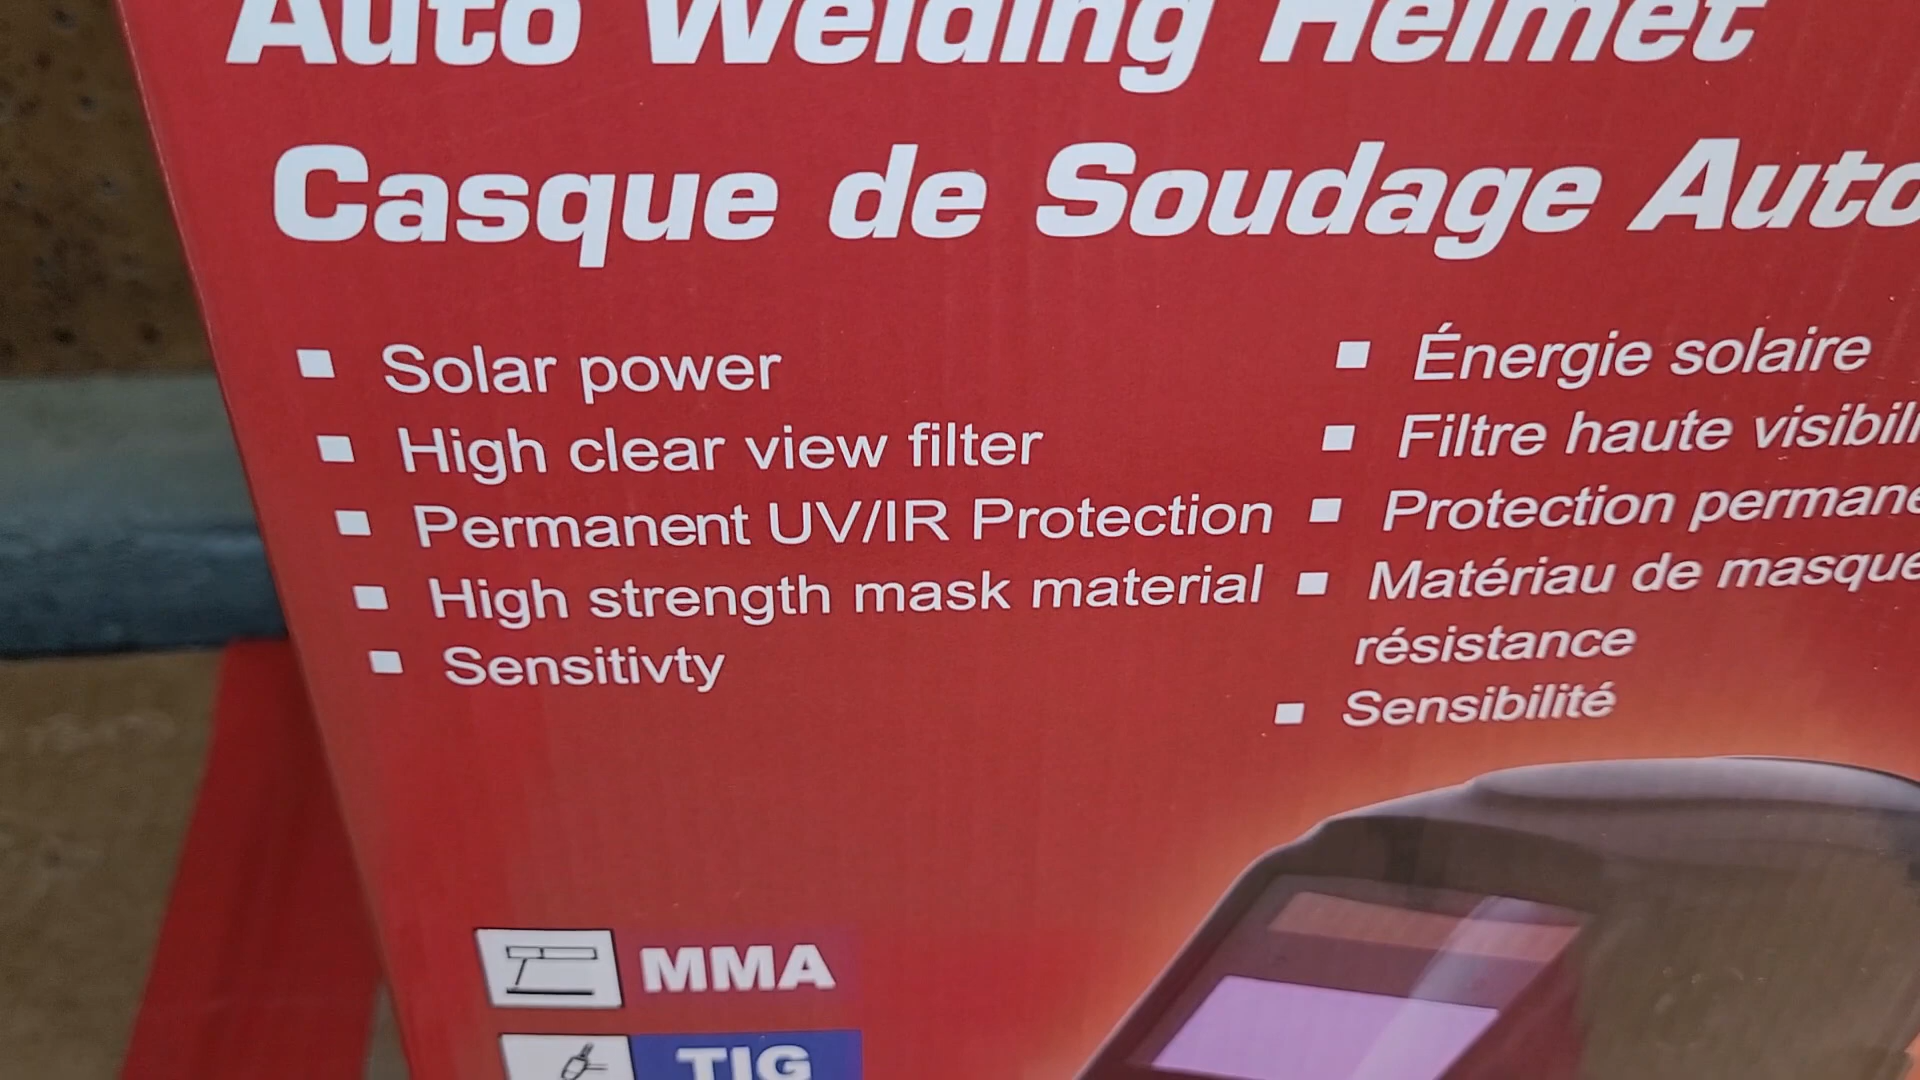 Auto Welding Helmet
Casque de Soudage Auto
Solar power
High clear view filter
Permanent UV/IR Protection
High strength mask material
Sensitivty
Énergie solaire
Filtre haute
Protection
Matériau de masque
résistance
Sensibilité
MMA
TIG